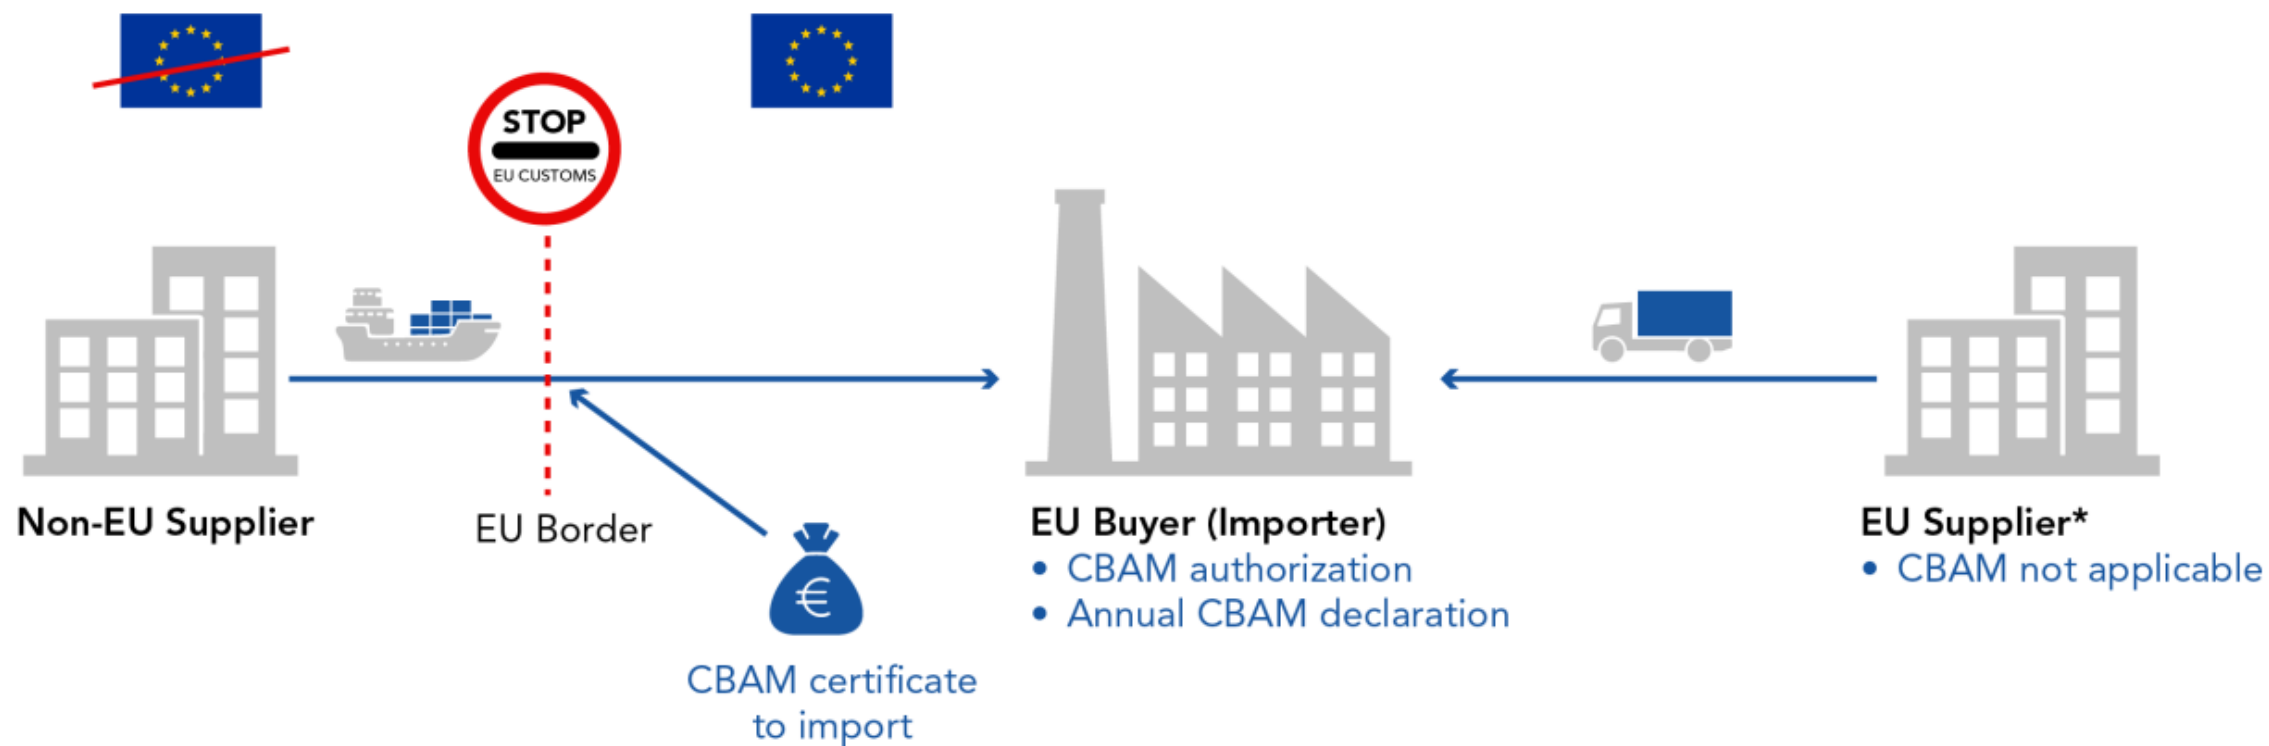 STOP
EU CUSTOMS
Non-EU Supplier
EU Border
€
CBAM certificate
to import
EU Buyer (Importer)
• CBAM authorization
• Annual CBAM declaration
EU Supplier*
• CBAM not applicable